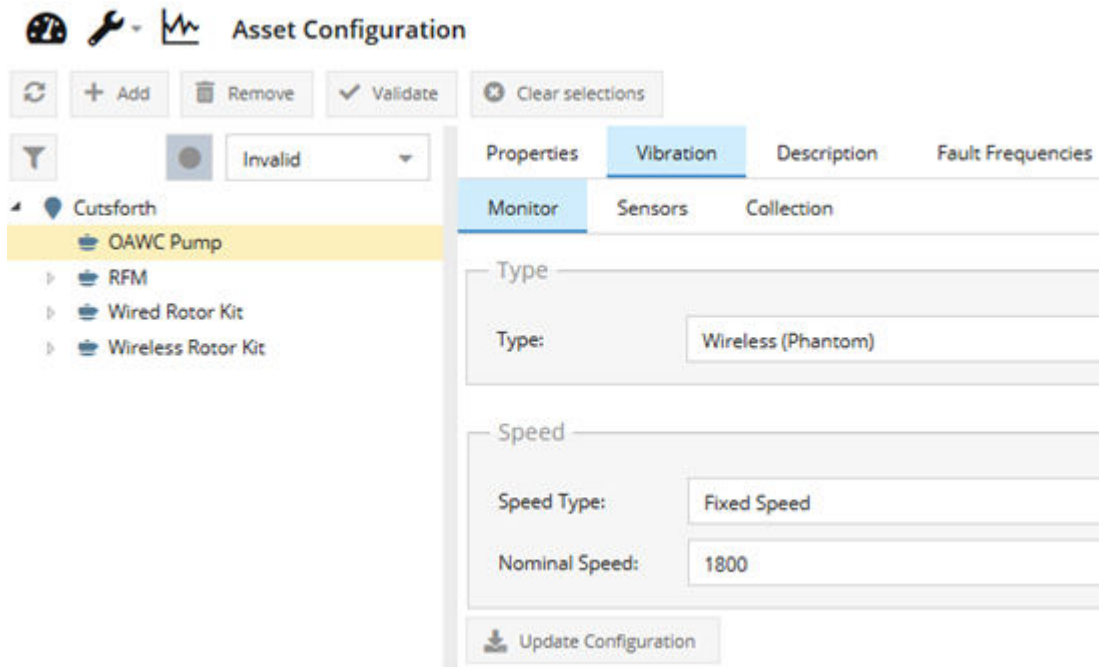 Asset Configuration
Add Remove Validate Clear selections
Invalid
Properties Vibration Description Fault Frequencies
Monitor Sensors Collection
Cutsforth
OAWC Pump
RFM
Wired Rotor Kit
Wireless Rotor Kit
Type
Type: Wireless (Phantom)
Speed
Speed Type: Fixed Speed
Nominal Speed: 1800
Update Configuration